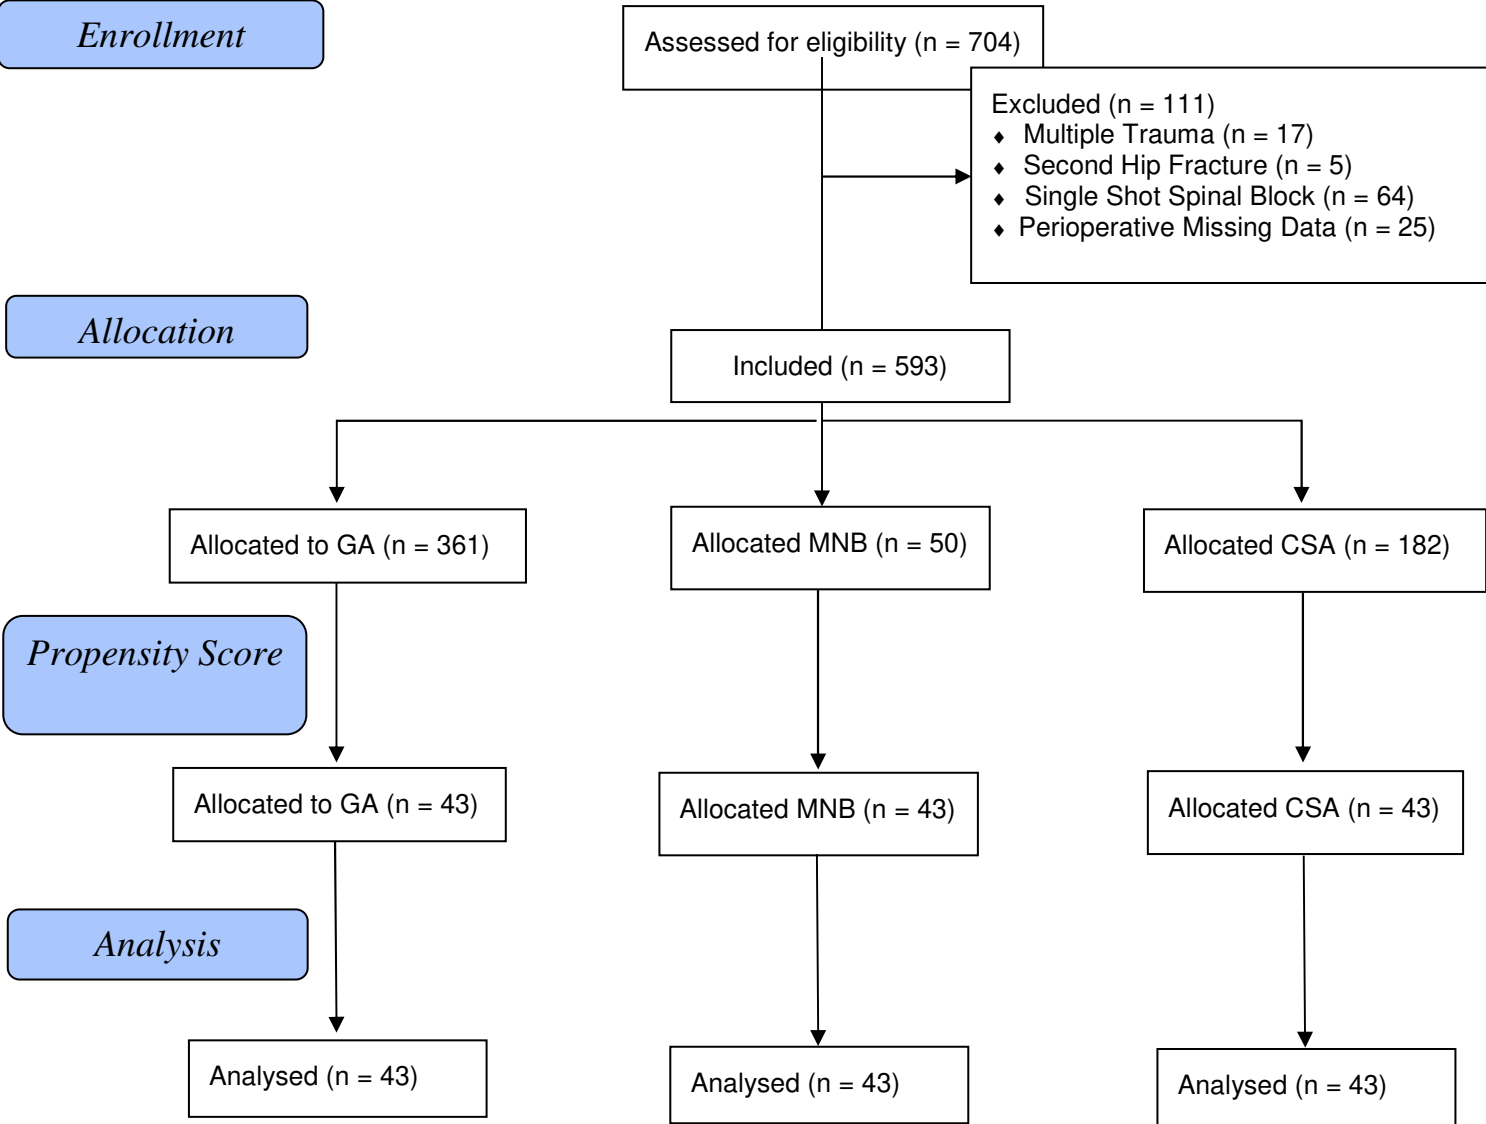 Enrollment
Assessed for eligibility (n = 704)
Excluded (n = 111)
♦ Multiple Trauma (n = 17)
♦ Second Hip Fracture (n = 5)
♦ Single Shot Spinal Block (n = 64)
♦ Perioperative Missing Data (n = 25)
Allocation
Included (n = 593)
Allocated to GA (n = 361)
Allocated MNB (n = 50)
Allocated CSA (n = 182)
Propensity Score
Allocated to GA (n = 43)
Allocated MNB (n = 43)
Allocated CSA (n = 43)
Analysis
Analysed (n = 43)
Analysed (n = 43)
Analysed (n = 43)